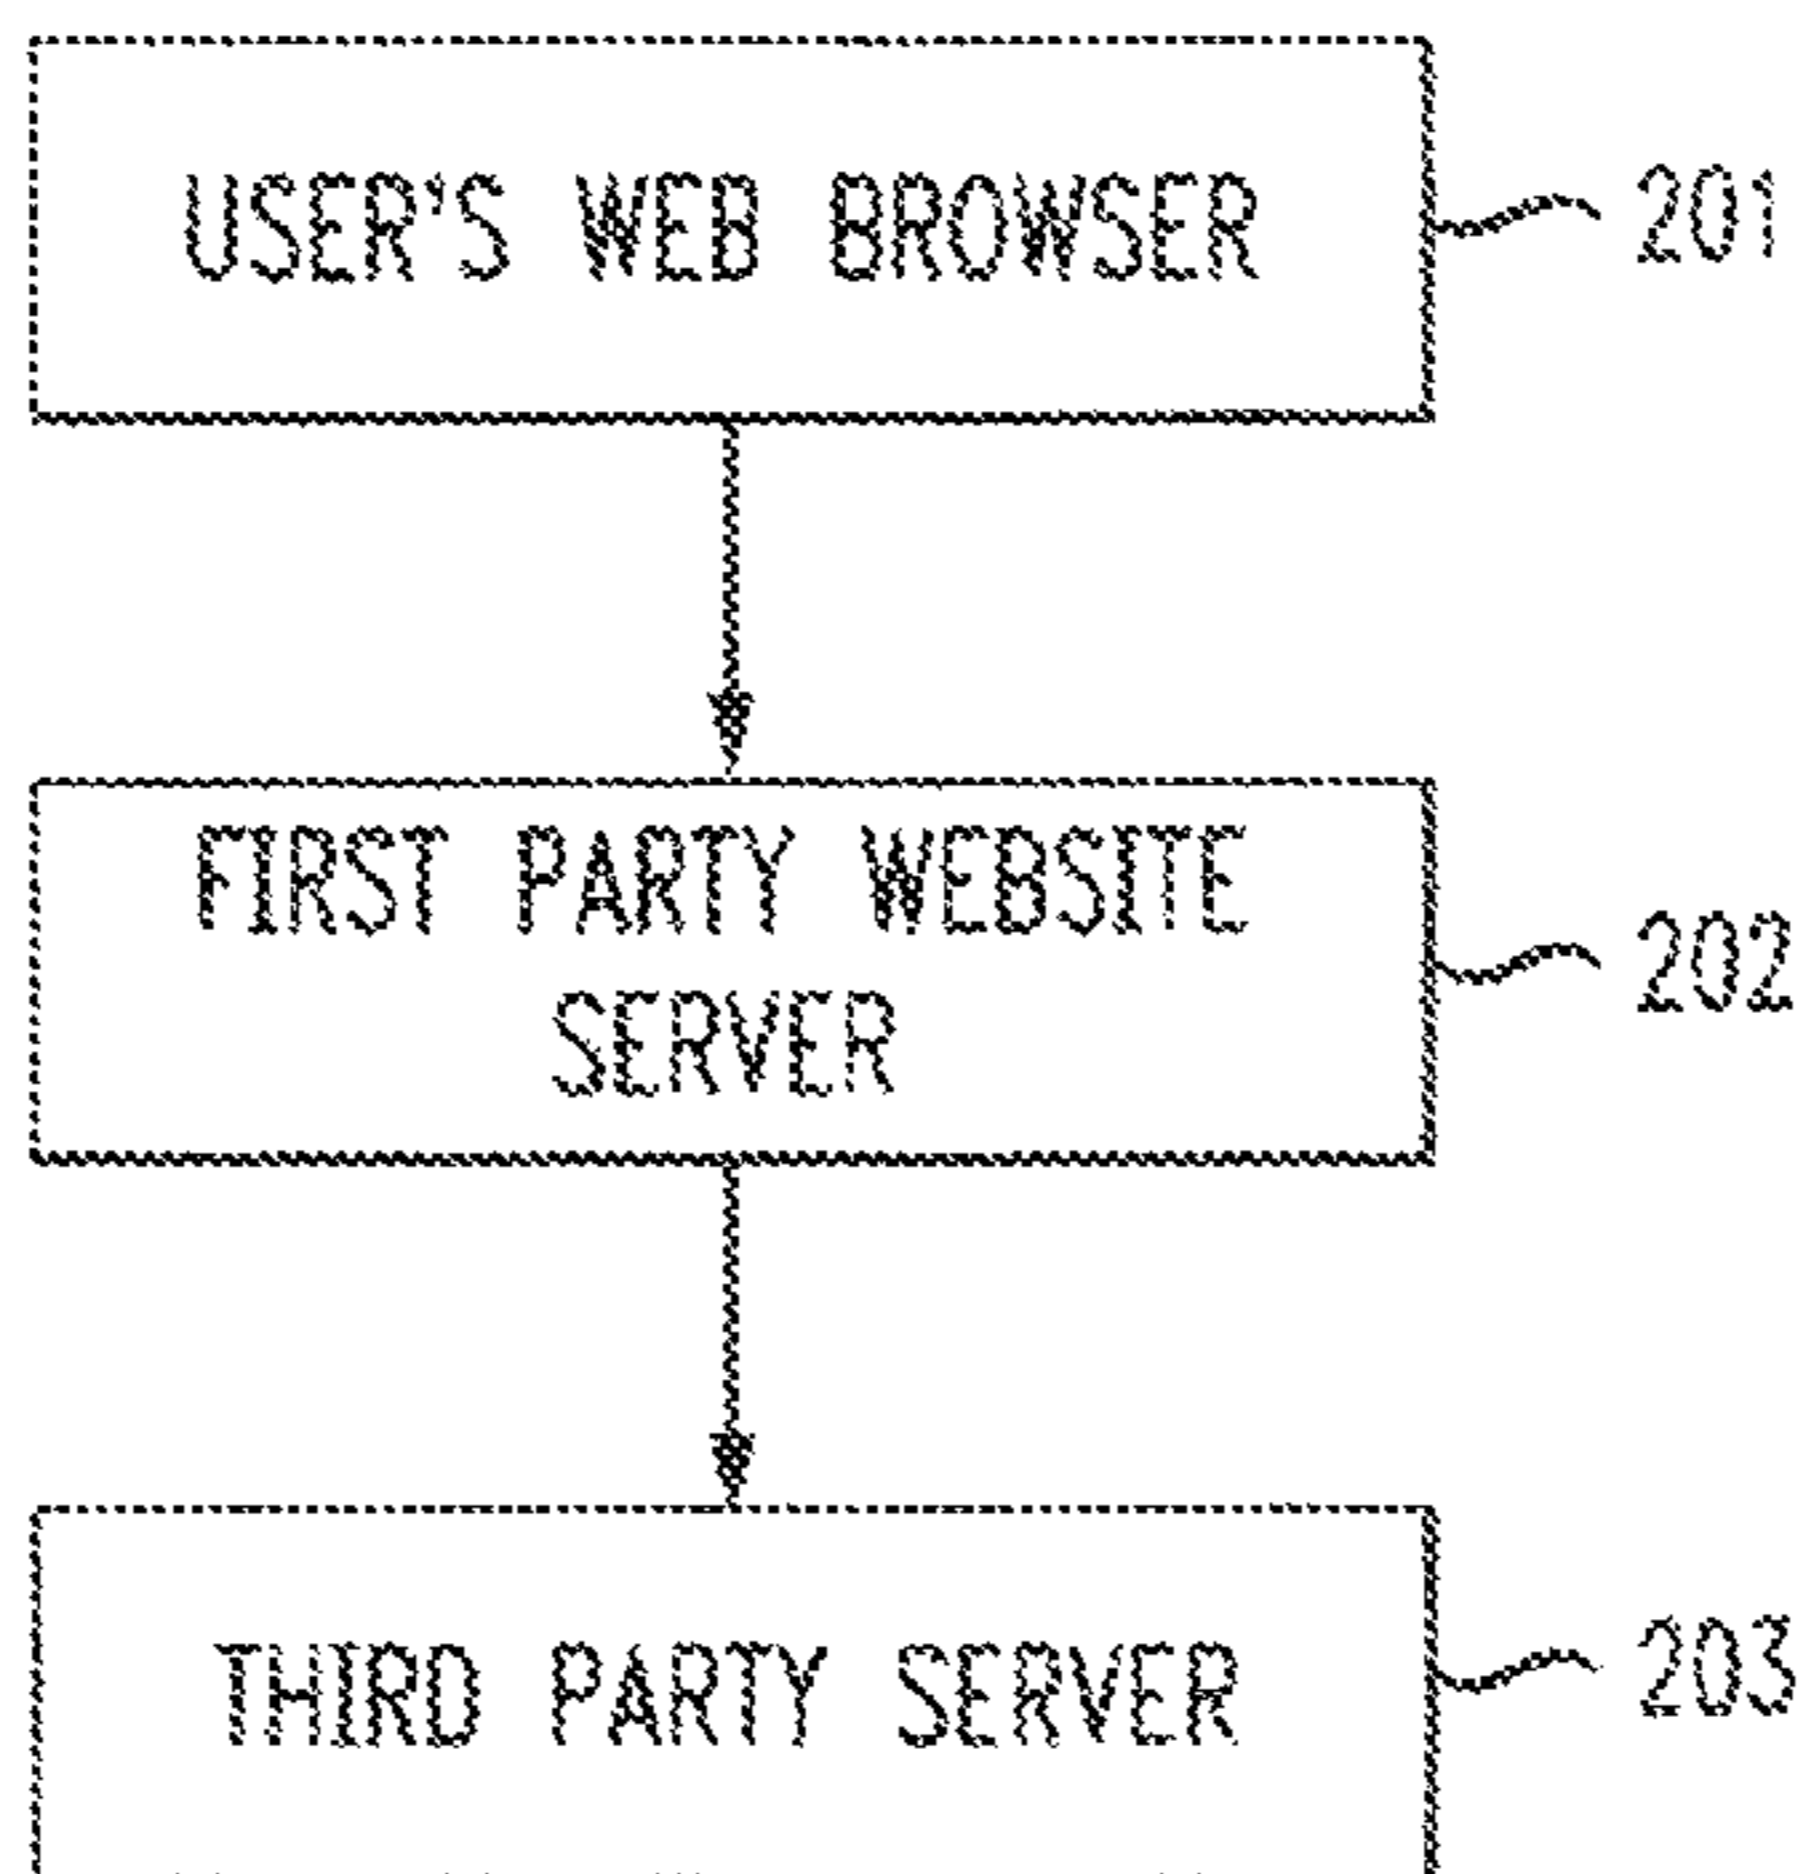 USER'S WEB BROWSER
201
FIRST PARTY WEBSITE
SERVER
202
THIRD PARTY SERVER
203